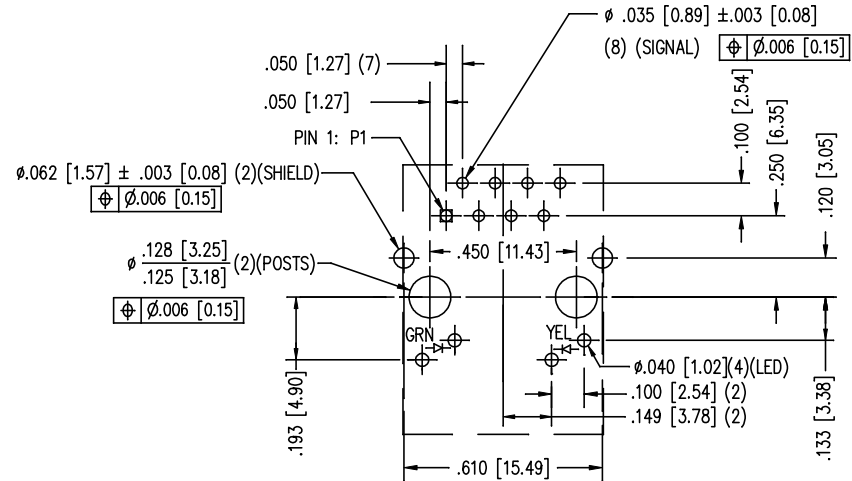 ø .035 [0.89] ±.003 [0.08]
(8) (SIGNAL) ⌖ Ø.006 [0.15]
.050 [1.27] (7)
.050 [1.27]
PIN 1: P1
.100 [2.54]
.250 [6.35]
.120 [3.05]
ø.062 [1.57] ± .003 [0.08] (2)(SHIELD)
⌖ Ø.006 [0.15]
.450 [11.43]
ø .128 [3.25]
.125 [3.18] (2)(POSTS)
⌖ Ø.006 [0.15]
GRN
YEL
ø.040 [1.02](4)(LED)
.100 [2.54] (2)
.149 [3.78] (2)
.193 [4.90]
.133 [3.38]
.610 [15.49]